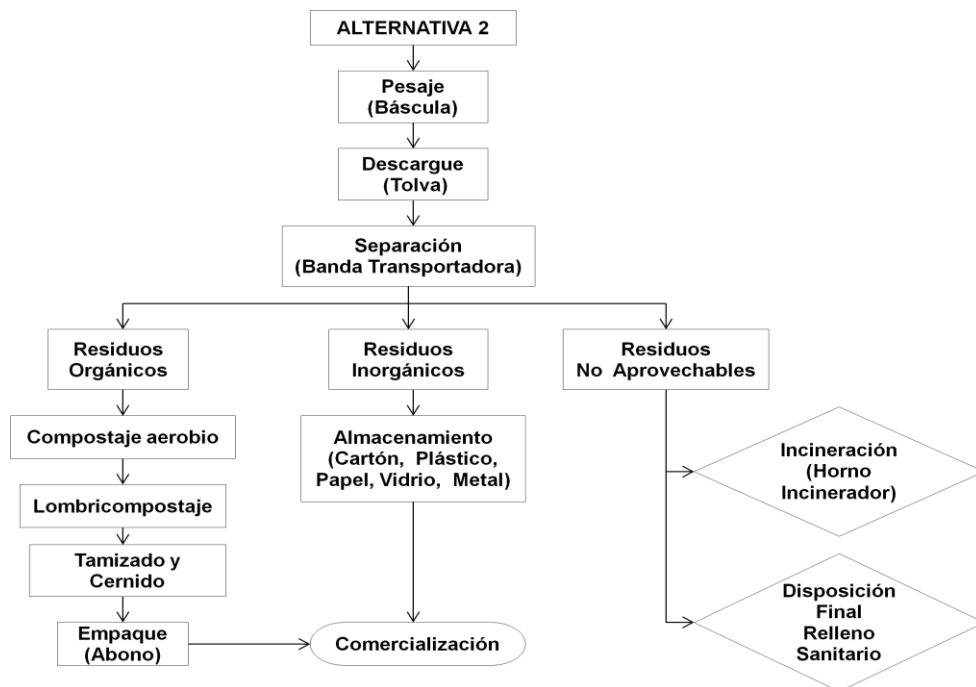 ALTERNATIVA 2
Pesaje
(Báscula)
Descargue
(Tolva)
Separación
(Banda Transportadora)
Residuos
Orgánicos
Residuos
Inorgánicos
Residuos
No Aprovechables
Compostaje aerobio
Lombricompostaje
Tamizado y
Cernido
Empaque
(Abono)
Almacenamiento
(Cartón, Plástico,
Papel, Vidrio, Metal)
Comercialización
Incineración
(Horno
Incinerador)
Disposición
Final
Relleno
Sanitario